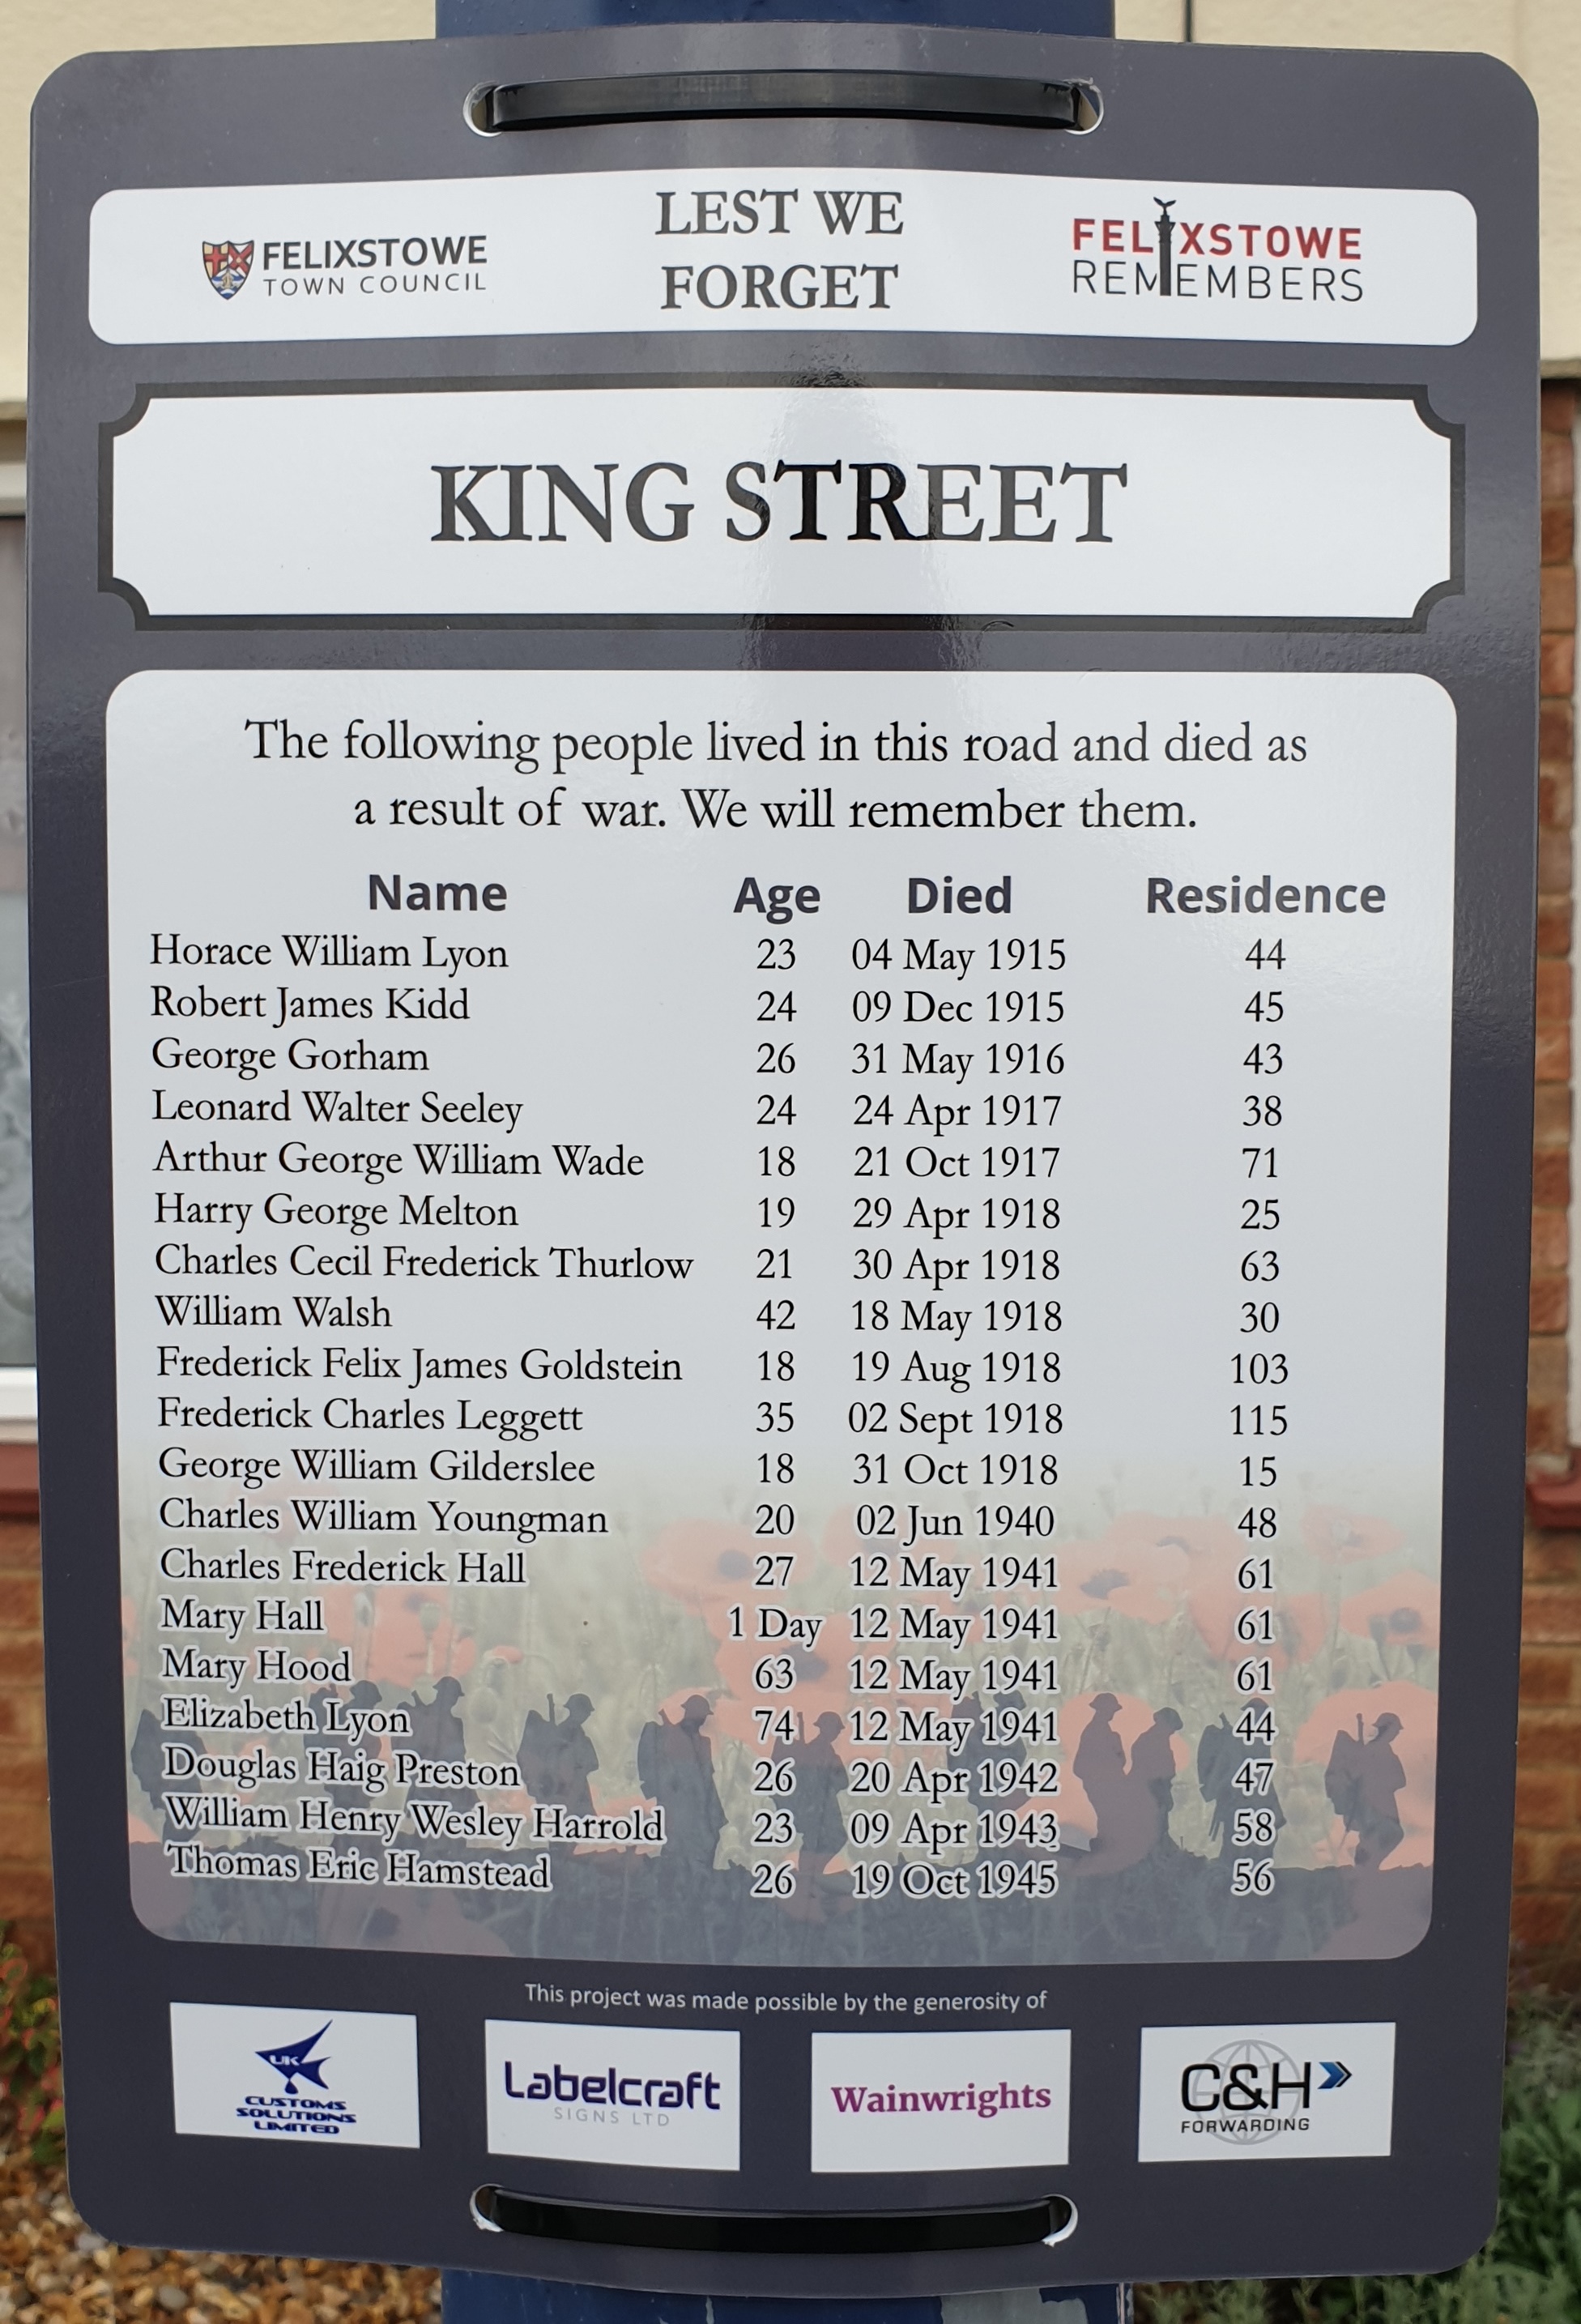 LEST WE
FORGET
FELIXSTOWE
TOWN COUNCIL
FELIXSTOWE
REMEMBERS
KING STREET
The following people lived in this road and died as
a result of war. We will remember them.
Name Age Died Residence
Horace William Lyon 23 04 May 1915 44
Robert James Kidd 24 09 Dec 1915 45
George Gorham 26 31 May 1916 43
Leonard Walter Seeley 24 24 Apr 1917 38
Arthur George William Wade 18 21 Oct 1917 71
Harry George Melton 19 29 Apr 1918 25
Charles Cecil Frederick Thurlow 21 30 Apr 1918 63
William Walsh 42 18 May 1918 30
Frederick Felix James Goldstein 18 19 Aug 1918 103
Frederick Charles Leggett 35 02 Sept 1918 115
George William Gilderslee 18 31 Oct 1918 15
Charles William Youngman 20 02 Jun 1940 48
Charles Frederick Hall 27 12 May 1941 61
Mary Hall 1 Day 12 May 1941 61
Mary Hood 63 12 May 1941 61
Elizabeth Lyon 74 12 May 1941 44
Douglas Haig Preston 26 20 Apr 1942 47
William Henry Wesley Harrold 23 09 Apr 1943 58
Thomas Eric Hamstead 26 19 Oct 1945 56
This project was made possible by the generosity of
UK
CUSTOMS
SOLUTIONS
LIMITED
Labelcraft
SIGNS LTD
Wainwrights
C&H
FORWARDING